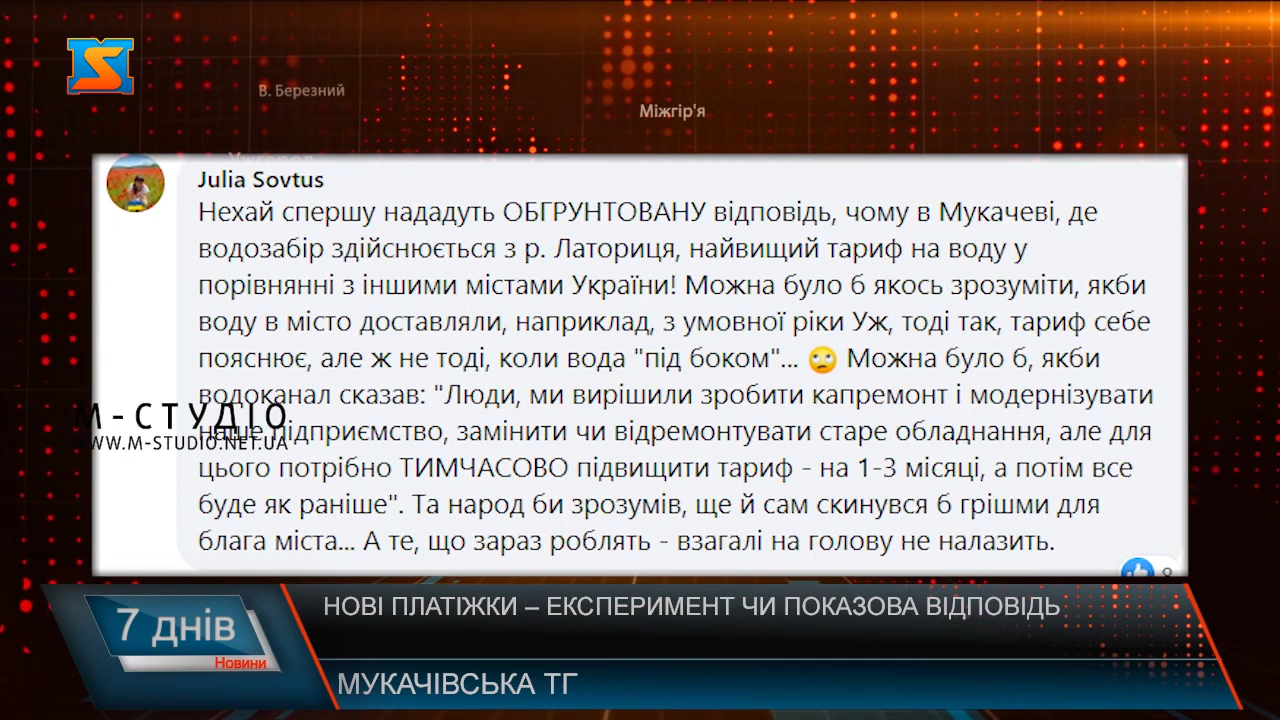 В. Березний
Міжгір'я
Ужгород
Julia Sovtus
Нехай спершу нададуть ОБГРУНТОВАНУ відповідь, чому в Мукачеві, де
водозабір здійснюється з р. Латориця, найвищий тариф на воду у
порівнянні з іншими містами України! Можна було б якось зрозуміти, якби
воду в місто доставляли, наприклад, з умовної ріки Уж, тоді так, тариф себе
пояснює, але ж не тоді, коли вода "під боком"... 🙄 Можна було б, якби
водоканал сказав: "Люди, ми вирішили зробити капремонт і модернізувати
М-СТУДІО
наше підприємство, замінити чи відремонтувати старе обладнання, але для
WWW.M-STUDIO.NET.UA
цього потрібно ТИМЧАСОВО підвищити тариф - на 1-3 місяці, а потім все
буде як раніше". Та народ би зрозумів, ще й сам скинувся б грішми для
блага міста... А те, що зараз роблять - взагалі на голову не налазить.
7 днів
Новини
НОВІ ПЛАТІЖКИ – ЕКСПЕРИМЕНТ ЧИ ПОКАЗОВА ВІДПОВІДЬ
МУКАЧІВСЬКА ТГ